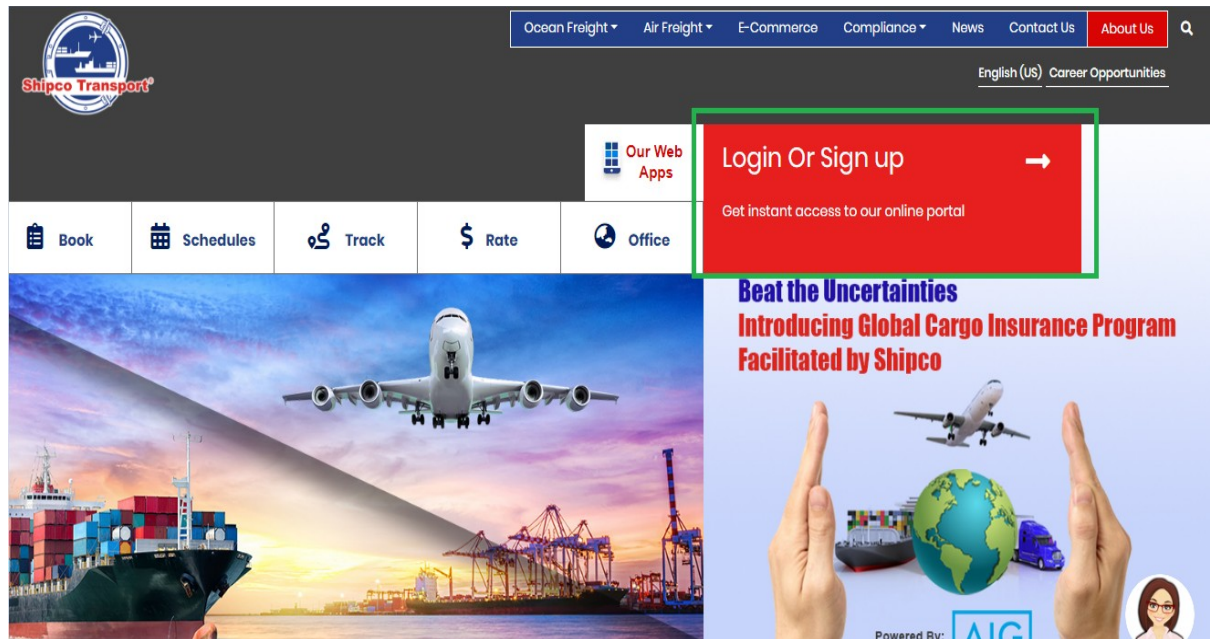 Ocean Freight Air Freight E-Commerce Compliance News Contact Us About Us
Shipco Transport®
English (US) Career Opportunities
Our Web
Apps
Login Or Sign up
Get instant access to our online portal
Book Schedules Track $ Rate Office
Beat the Uncertainties
Introducing Global Cargo Insurance Program
Facilitated by Shipco
Powered By: AIG